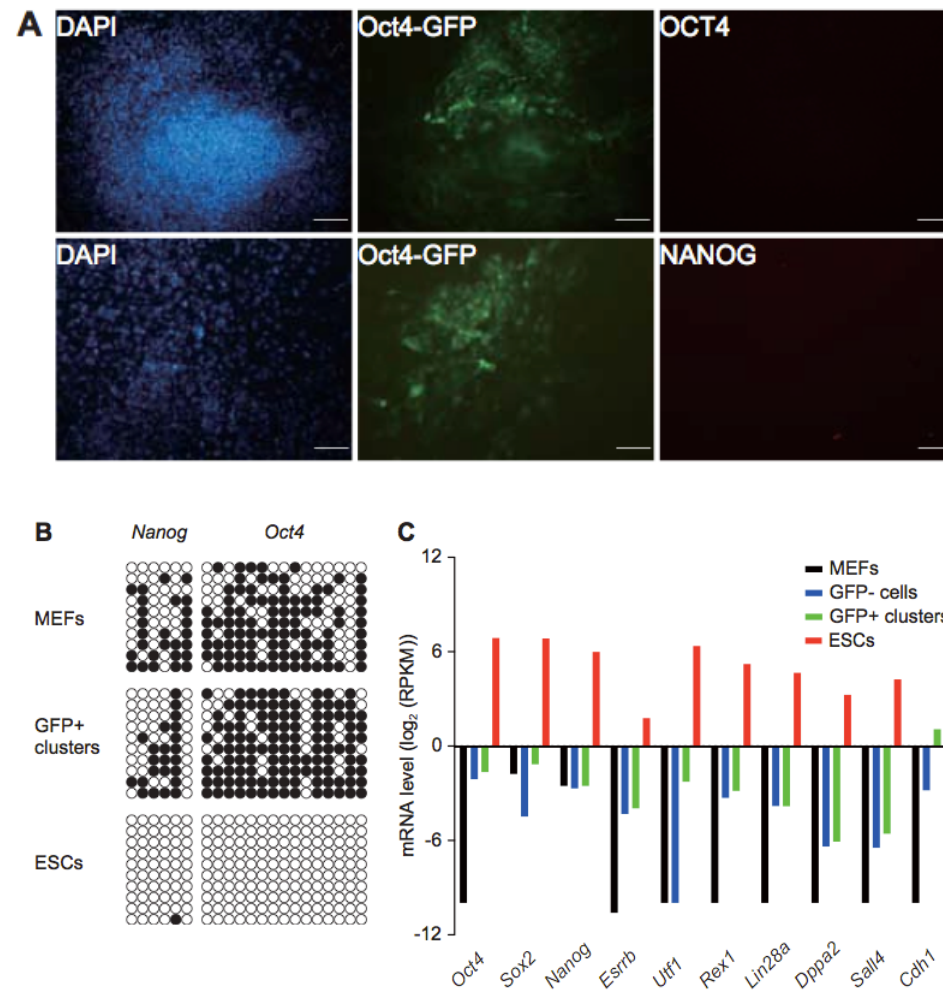 A
DAPI Oct4-GFP OCT4
DAPI Oct4-GFP NANOG
B
Nanog Oct4
MEFs
GFP+
clusters
ESCs
C
mRNA level (log₂ (RPKM))
12
6
0
-6
-12
MEFs
GFP- cells
GFP+ clusters
ESCs
Oct4 Sox2 Nanog Esrrb Utf1 Rex1 Lin28a Dppa2 Sall4 Cdh1